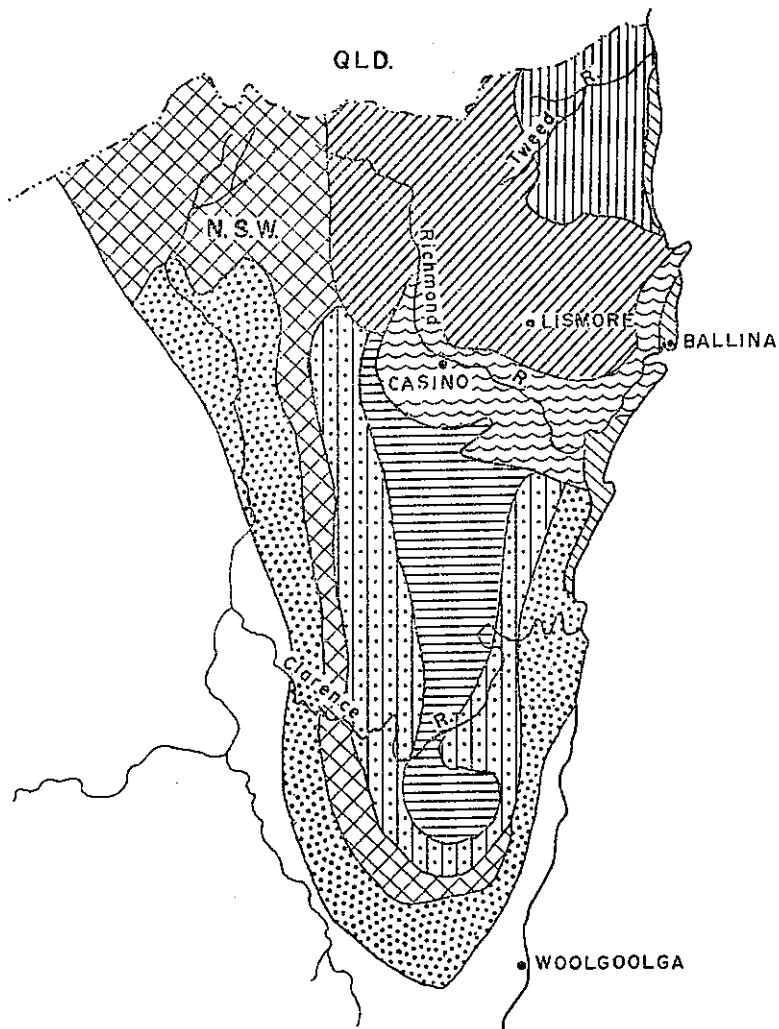 QLD.
Tweed R.
N.S.W.
Richmond R.
LISMORE
BALLINA
CASINO
Clarence R.
WOOLGOOLGA